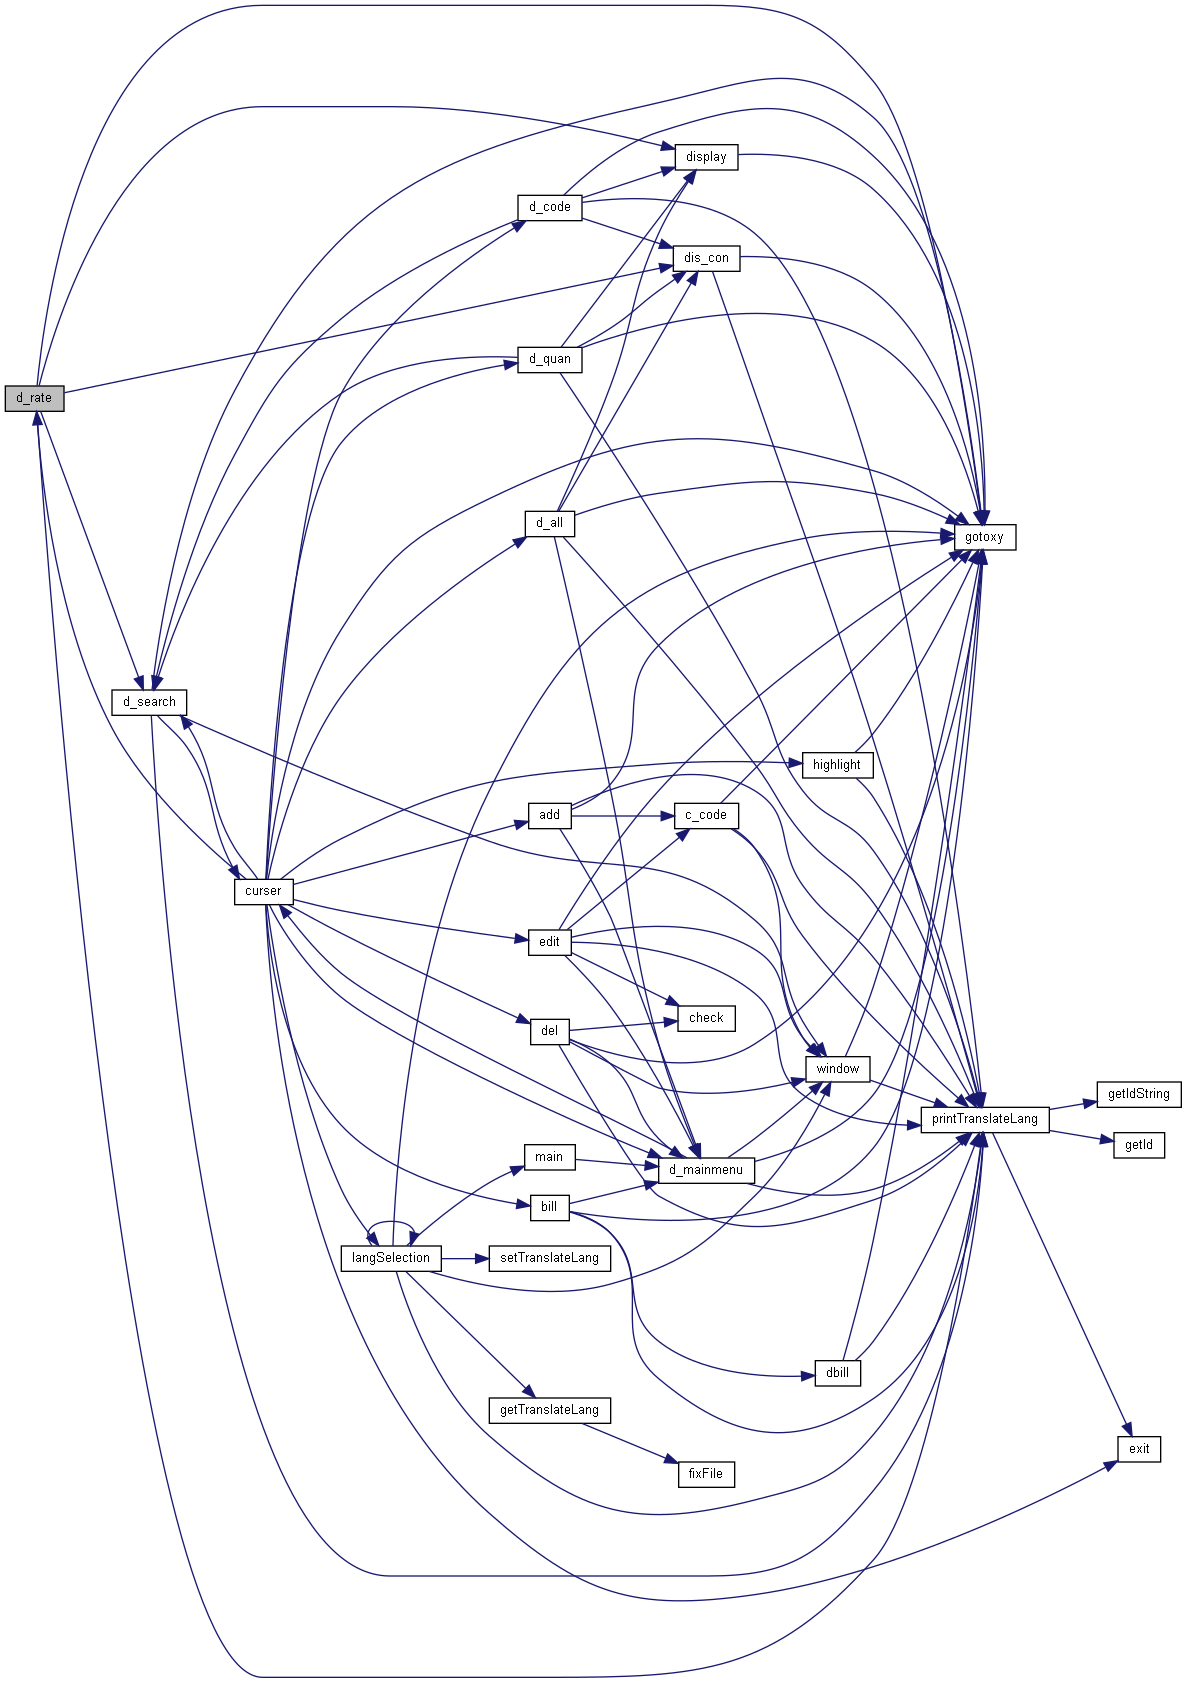 display
d_code
dis_con
d_quan
d_rate
d_all
gotoxy
d_search
highlight
add
c_code
curser
edit
check
del
window
getIdString
printTranslateLang
getId
main
d_mainmenu
bill
langSelection
setTranslateLang
dbill
getTranslateLang
exit
fixFile